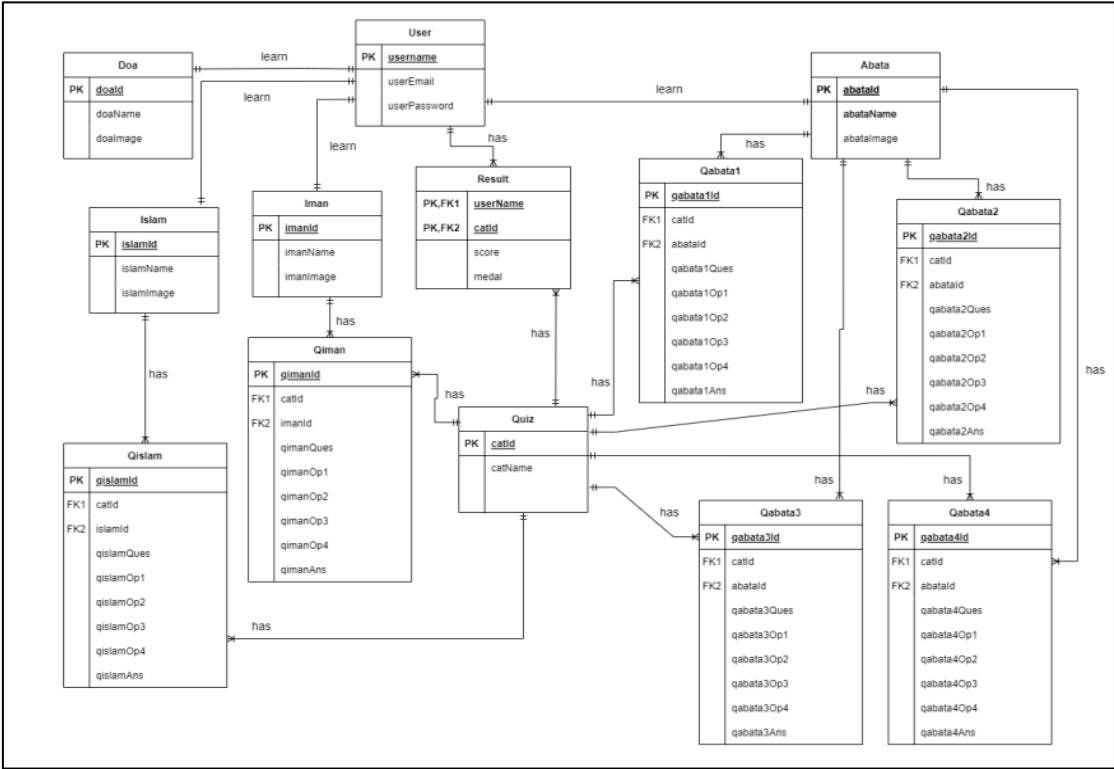 User
PK username
userEmail
userPassword
Doa
PK doaId
doaName
doaImage
Abata
PK abataId
abataName
abataImage
learn
learn
learn
learn
has
has
has
has
Result
PK,FK1 userName
PK,FK2 catId
score
medal
Islam
PK islamId
islamName
islamImage
Iman
PK imanId
imanName
imanImage
Qabata1
PK qabata1Id
FK1 catId
FK2 abataId
qabata1Ques
qabata1Op1
qabata1Op2
qabata1Op3
qabata1Op4
qabata1Ans
Qabata2
PK qabata2Id
FK1 catId
FK2 abataId
qabata2Ques
qabata2Op1
qabata2Op2
qabata2Op3
qabata2Op4
qabata2Ans
has
has
has
has
has
has
Qiman
PK qimanId
FK1 catId
FK2 imanId
qimanQues
qimanOp1
qimanOp2
qimanOp3
qimanOp4
qimanAns
Quiz
PK catId
catName
has
has
has
has
Qislam
PK qislamId
FK1 catId
FK2 islamId
qislamQues
qislamOp1
qislamOp2
qislamOp3
qislamOp4
qislamAns
Qabata3
PK qabata3Id
FK1 catId
FK2 abataId
qabata3Ques
qabata3Op1
qabata3Op2
qabata3Op3
qabata3Op4
qabata3Ans
Qabata4
PK qabata4Id
FK1 catId
FK2 abataId
qabata4Ques
qabata4Op1
qabata4Op2
qabata4Op3
qabata4Op4
qabata4Ans